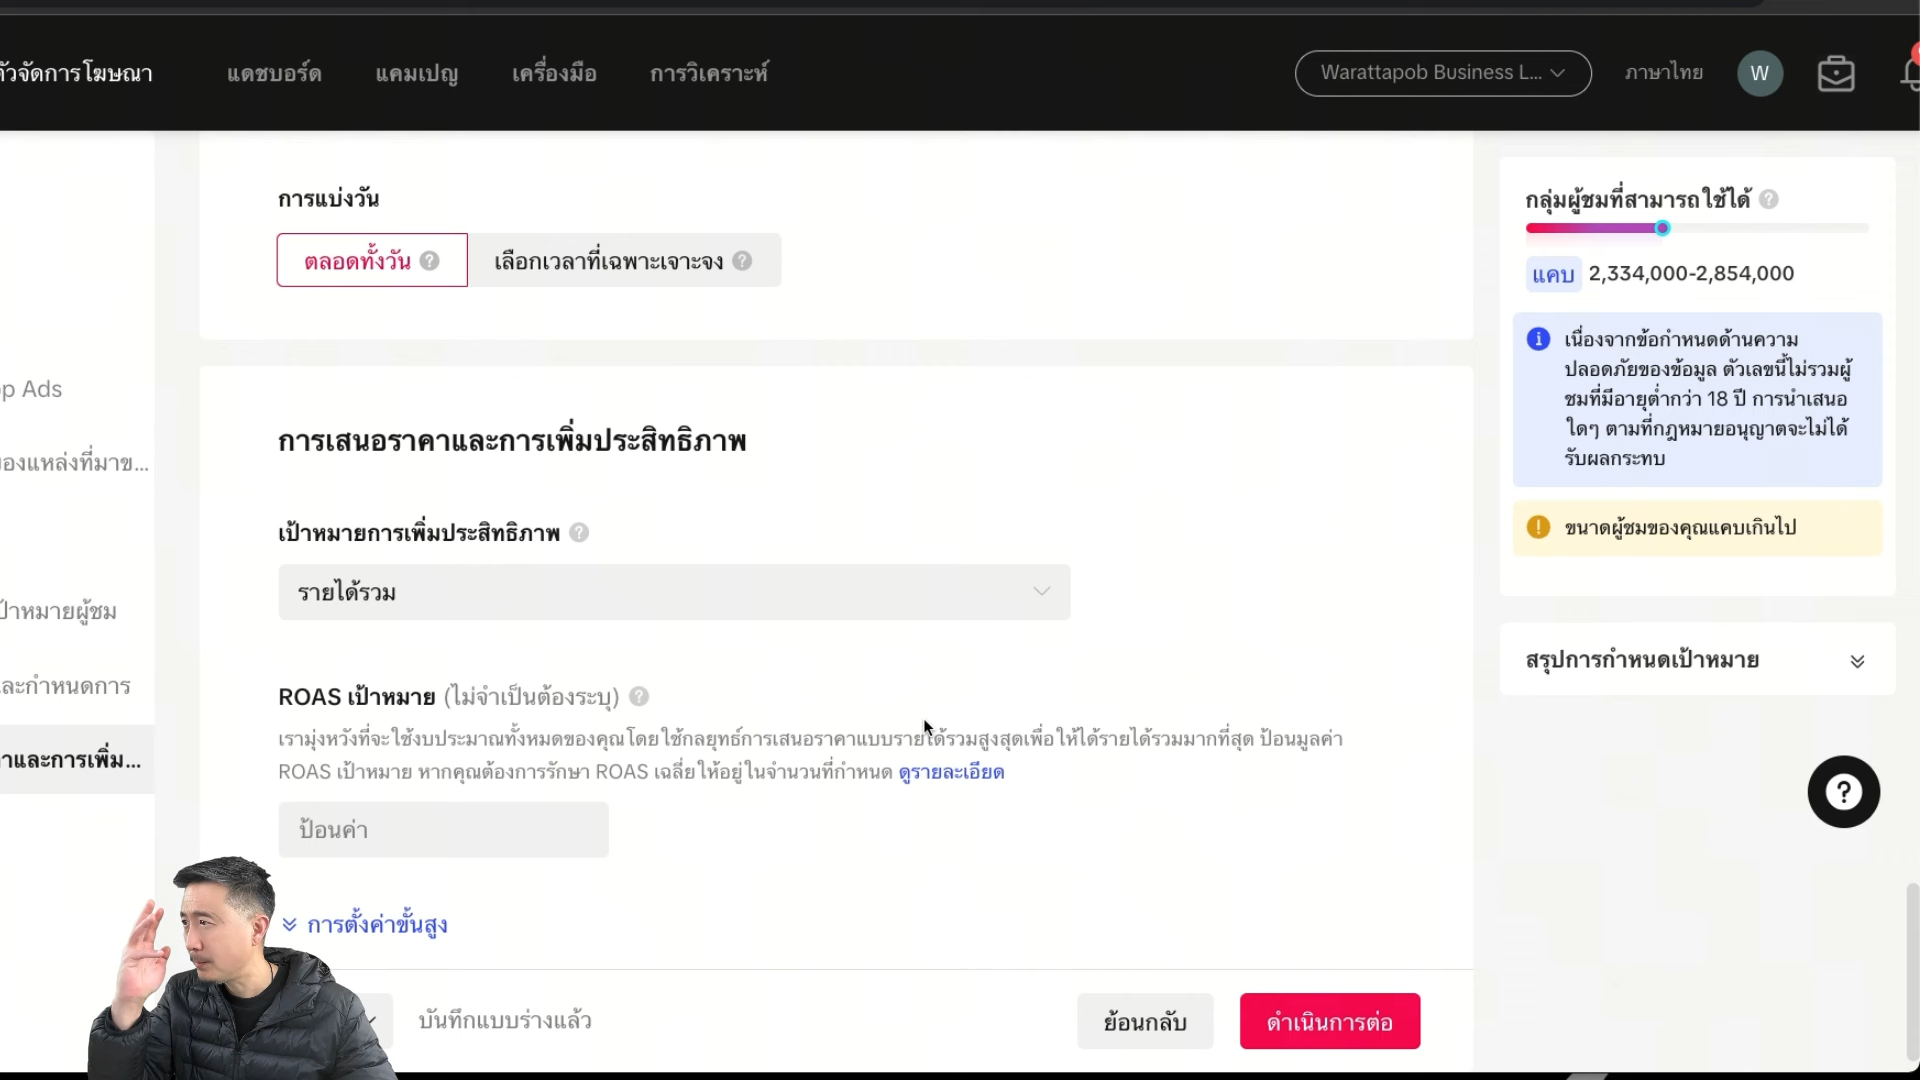 ตัวจัดการโฆษณา
แดชบอร์ด
แคมเปญ
เครื่องมือ
การวิเคราะห์
Warattapob Business L...
ภาษาไทย
W
การแบ่งวัน
ตลอดทั้งวัน ?
เลือกเวลาที่เฉพาะเจาะจง ?
p Ads
องแหล่งที่มาข...
ป้าหมายผู้ชม
ละกำหนดการ
าและการเพิ่ม...
การเสนอราคาและการเพิ่มประสิทธิภาพ
เป้าหมายการเพิ่มประสิทธิภาพ ?
รายได้รวม
ROAS เป้าหมาย (ไม่จำเป็นต้องระบุ) ?
เรามุ่งหวังที่จะใช้งบประมาณทั้งหมดของคุณโดยใช้กลยุทธ์การเสนอราคาแบบรายได้รวมสูงสุดเพื่อให้ได้รายได้รวมมากที่สุด ป้อนมูลค่า
ROAS เป้าหมาย หากคุณต้องการรักษา ROAS เฉลี่ยให้อยู่ในจำนวนที่กำหนด ดูรายละเอียด
ป้อนค่า
การตั้งค่าขั้นสูง
บันทึกแบบร่างแล้ว
ย้อนกลับ
ดำเนินการต่อ
กลุ่มผู้ชมที่สามารถใช้ได้ ?
แคบ 2,334,000-2,854,000
เนื่องจากข้อกำหนดด้านความ
ปลอดภัยของข้อมูล ตัวเลขนี้ไม่รวมผู้
ชมที่มีอายุต่ำกว่า 18 ปี การนำเสนอ
ใดๆ ตามที่กฎหมายอนุญาตจะไม่ได้
รับผลกระทบ
ขนาดผู้ชมของคุณแคบเกินไป
สรุปการกำหนดเป้าหมาย
?